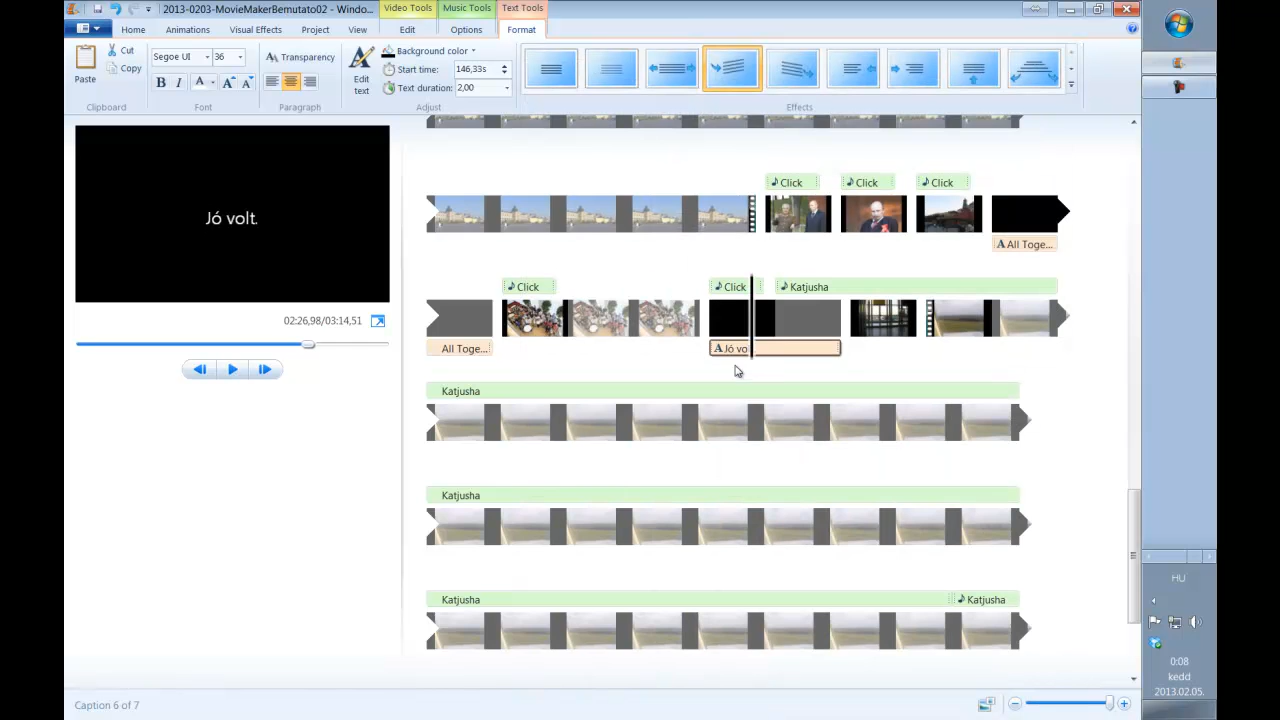 2013-0203-MovieMakerBemutato02 - Windo...
Video Tools
Music Tools
Text Tools
Home
Animations
Visual Effects
Project
View
Edit
Options
Format
Paste
Cut
Copy
Clipboard
Segoe UI
36
B I A A A
Font
Transparency
Paragraph
Edit
text
Background color
Start time: 146,33s
Text duration: 2,00
Adjust
Effects
Jó volt.
02:26,98/03:14,51
Click
Click
Click
A All Toge...
Click
Click
Katjusha
All Toge...
A Jó vo
Katjusha
Katjusha
Katjusha
Katjusha
Caption 6 of 7
HU
0:08
kedd
2013.02.05.